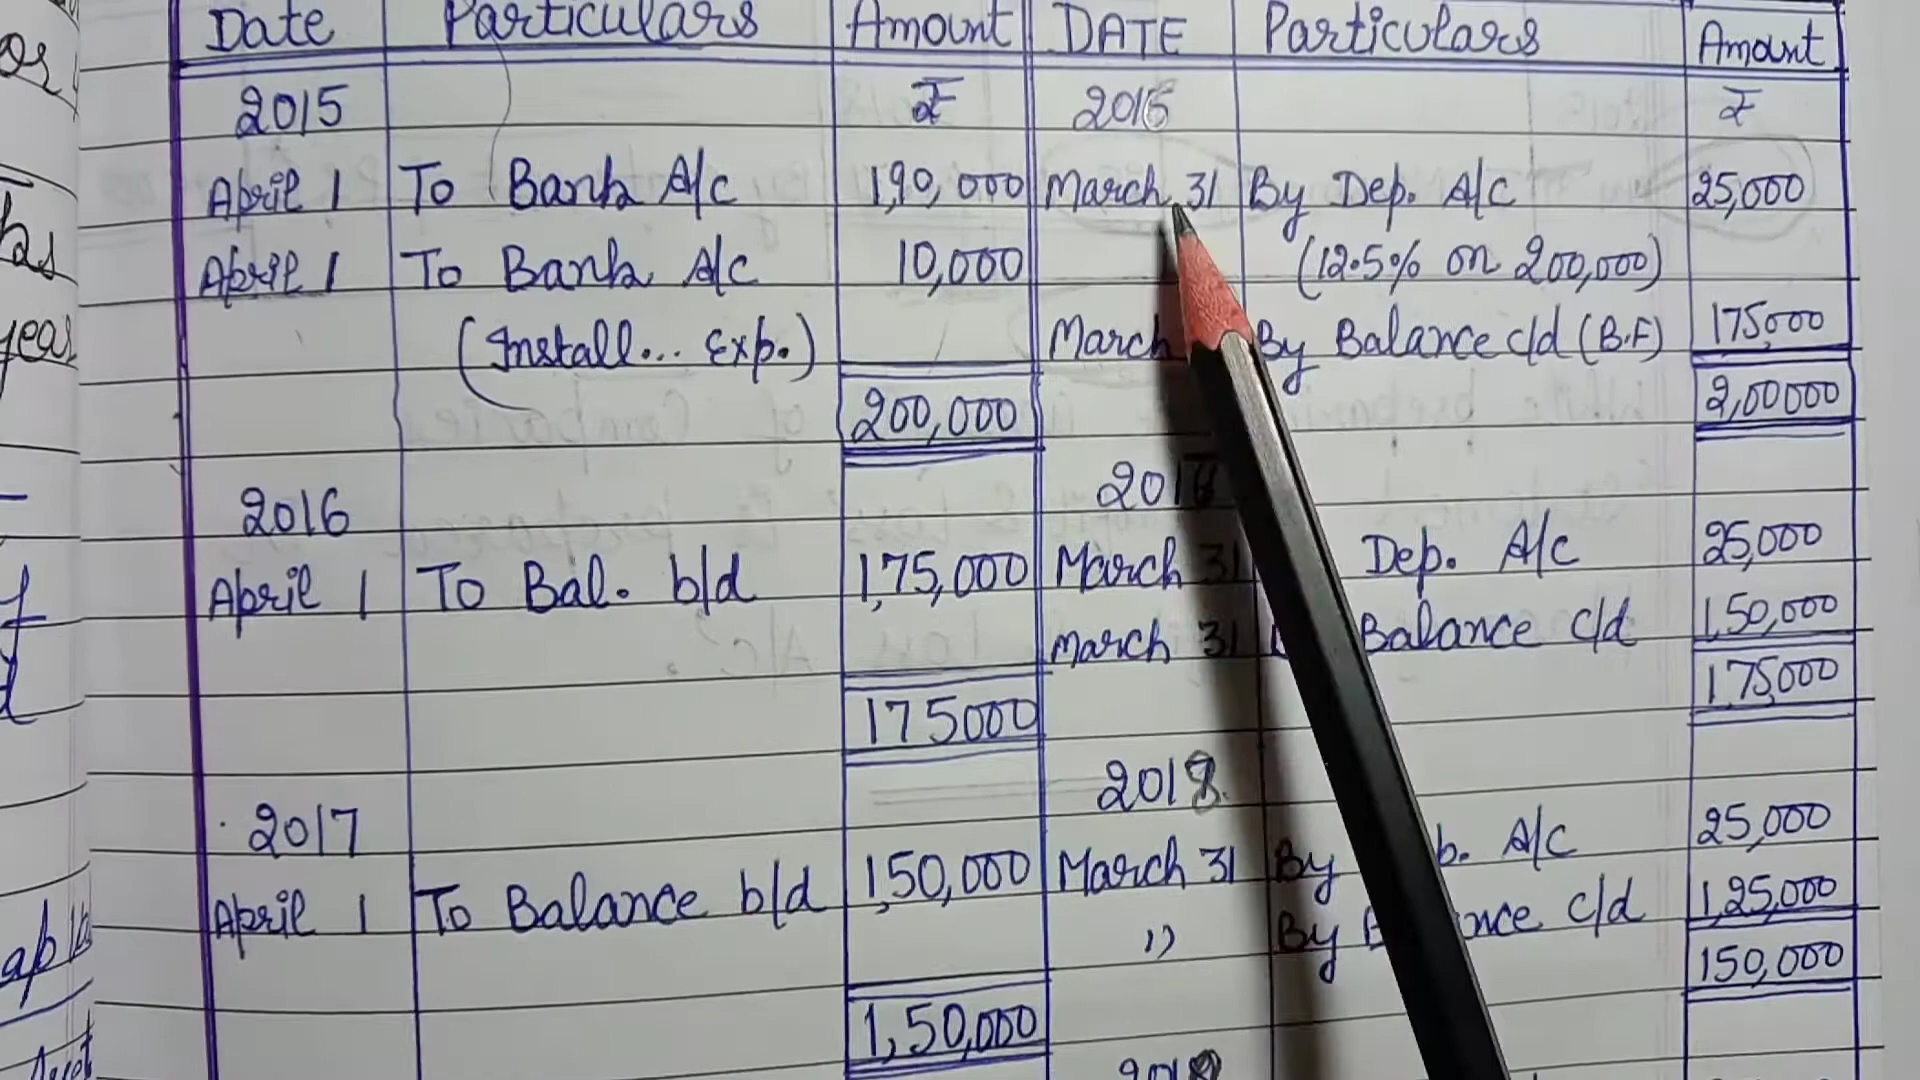 Date Particulars Amount DATE Particulars Amount
2015 ₹ 2016 ₹
April 1 To Bank A/c 1,90,000 March 31 By Dep. A/c 25,000
April 1 To Bank A/c 10,000 (12.5% on 200,000)
(Install... Exp.) March By Balance c/d (B.F) 175,000
200,000 2,00000
2016
April 1 To Bal. b/d 1,75,000 March 31 Dep. A/c 25,000
March 31 Balance c/d 1,50,000
175000 1,75,000
2017 2018
April 1 To Balance b/d 1,50,000 March 31 By A/c 25,000
,, By c/d 1,25,000
1,50,000 150,000